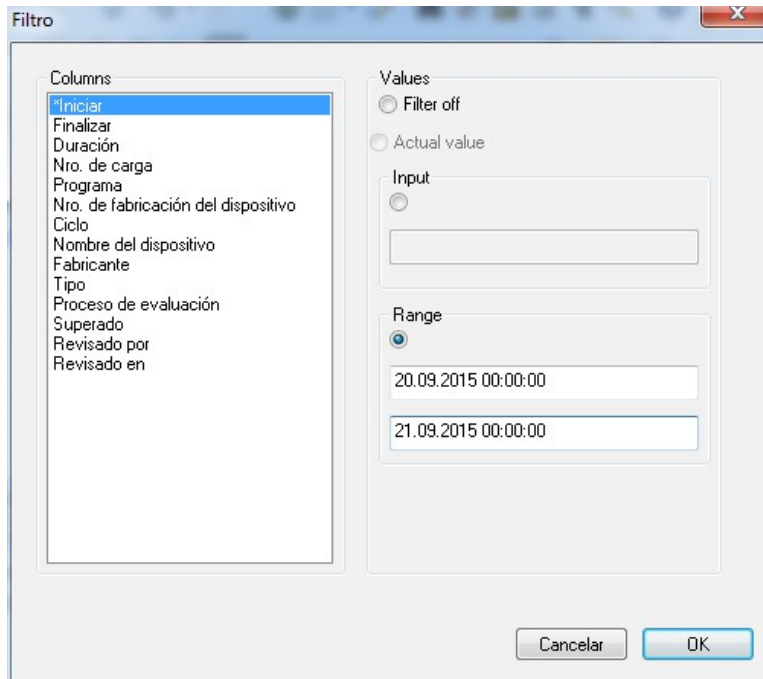 Filtro
Columns
*Iniciar
Finalizar
Duración
Nro. de carga
Programa
Nro. de fabricación del dispositivo
Ciclo
Nombre del dispositivo
Fabricante
Tipo
Proceso de evaluación
Superado
Revisado por
Revisado en
Values
Filter off
Actual value
Input
Range
20.09.2015 00:00:00
21.09.2015 00:00:00
Cancelar
OK